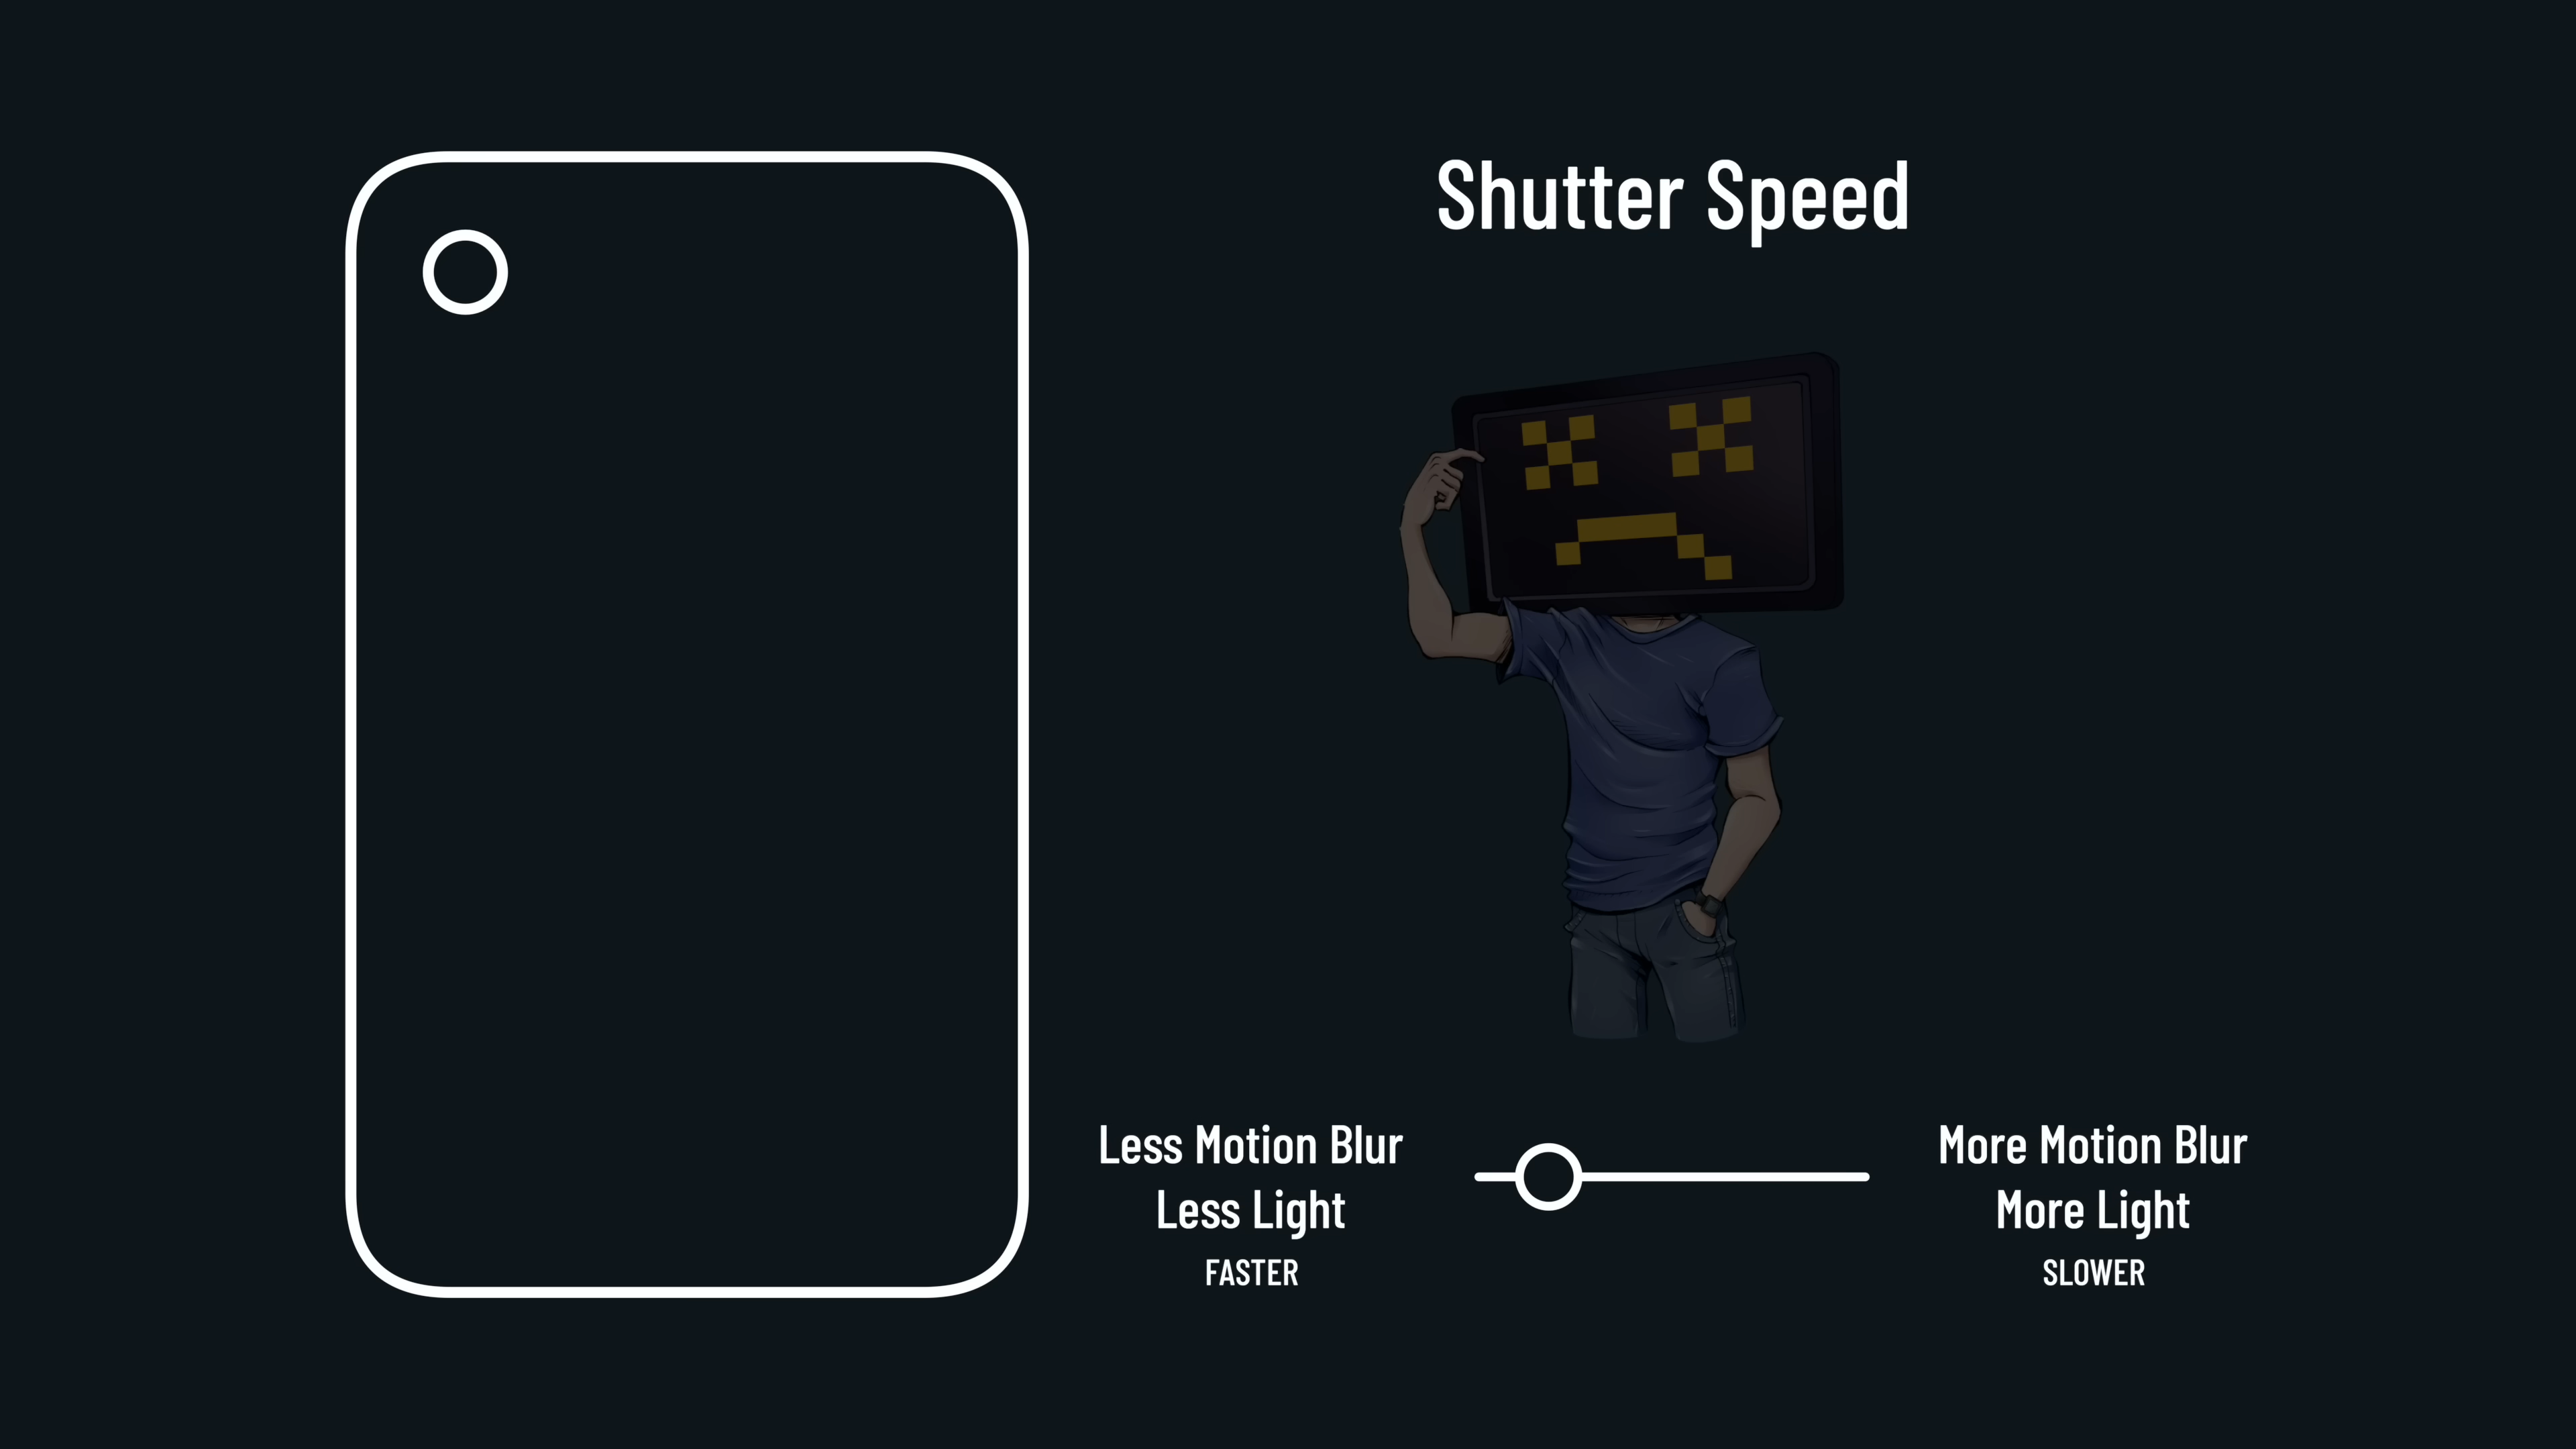 Shutter Speed
Less Motion Blur
Less Light
FASTER
More Motion Blur
More Light
SLOWER